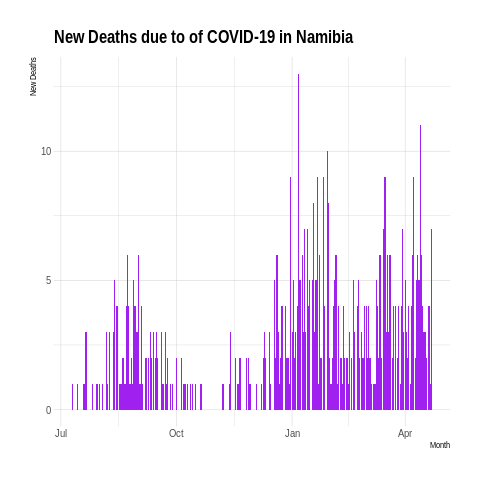 New Deaths due to of COVID-19 in Namibia
New Deaths
10
5
0
Jul
Oct
Jan
Apr
Month